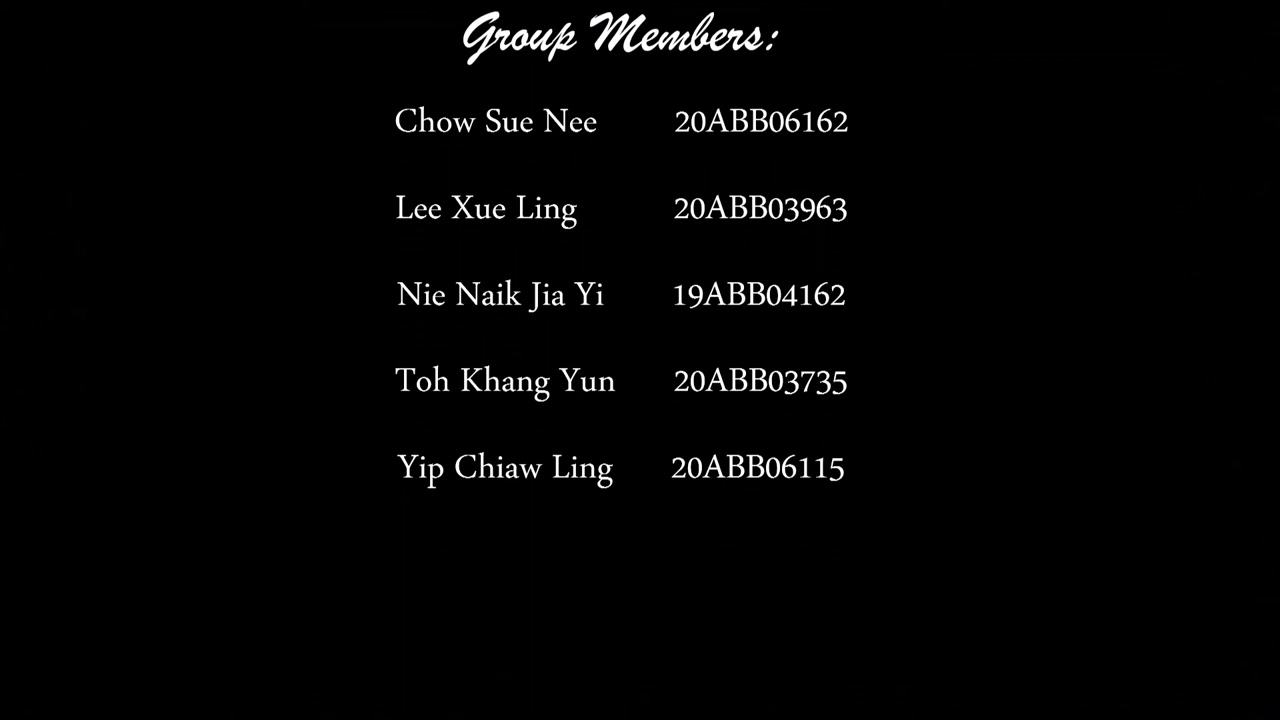 Group Members:
Chow Sue Nee 20ABB06162
Lee Xue Ling 20ABB03963
Nie Naik Jia Yi 19ABB04162
Toh Khang Yun 20ABB03735
Yip Chiaw Ling 20ABB06115